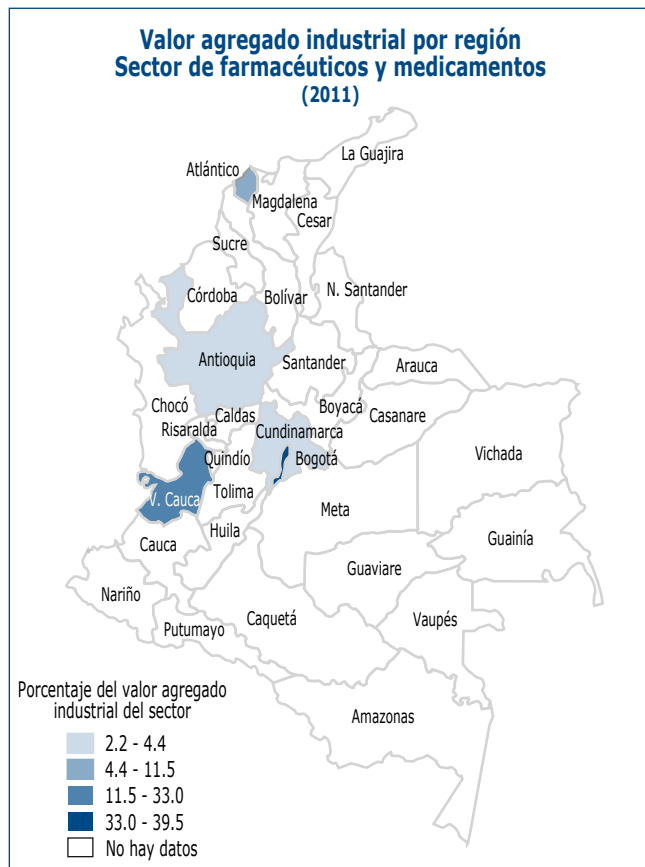 Valor agregado industrial por región
Sector de farmacéuticos y medicamentos
(2011)
La Guajira
Atlántico
Magdalena
Cesar
Sucre
Córdoba
Bolívar
N. Santander
Antioquia
Santander
Arauca
Chocó
Caldas
Boyacá
Casanare
Risaralda
Cundinamarca
Quindío
Bogotá
Vichada
V. Cauca
Tolima
Meta
Cauca
Huila
Guainía
Guaviare
Nariño
Caquetá
Vaupés
Putumayo
Amazonas
Porcentaje del valor agregado
industrial del sector
2.2 - 4.4
4.4 - 11.5
11.5 - 33.0
33.0 - 39.5
No hay datos